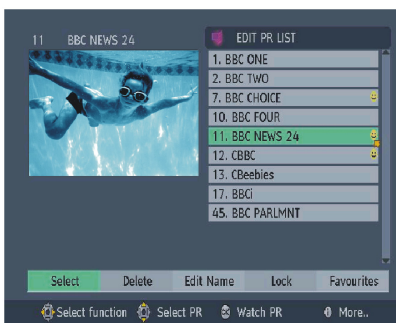 11 BBC NEWS 24
EDIT PR LIST
1. BBC ONE
2. BBC TWO
7. BBC CHOICE
10. BBC FOUR
11. BBC NEWS 24
12. CBBC
13. CBeebies
17. BBCi
45. BBC PARLMNT
Select Delete Edit Name Lock Favourites
Select function Select PR Watch PR More..